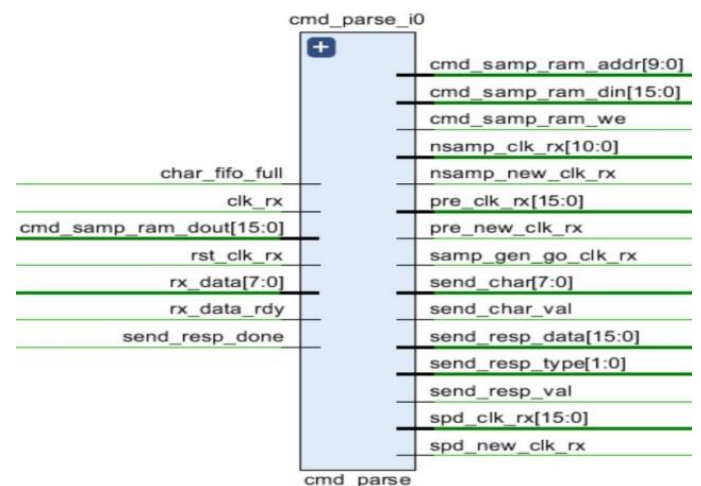 cmd_parse_i0
+
char_fifo_full
clk_rx
cmd_samp_ram_dout[15:0]
rst_clk_rx
rx_data[7:0]
rx_data_rdy
send_resp_done
cmd_samp_ram_addr[9:0]
cmd_samp_ram_din[15:0]
cmd_samp_ram_we
nsamp_clk_rx[10:0]
nsamp_new_clk_rx
pre_clk_rx[15:0]
pre_new_clk_rx
samp_gen_go_clk_rx
send_char[7:0]
send_char_val
send_resp_data[15:0]
send_resp_type[1:0]
send_resp_val
spd_clk_rx[15:0]
spd_new_clk_rx
cmd_parse